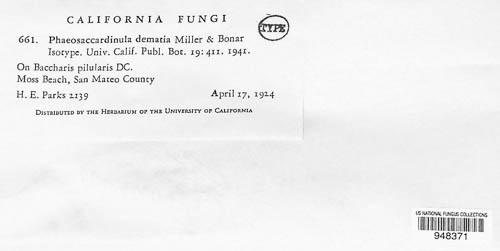 CALIFORNIA FUNGI
TYPE
661. Phaeosaccardinula dematia Miller & Bonar
Isotype. Univ. Calif. Publ. Bot. 19: 411. 1941.
On Baccharis pilularis DC.
Moss Beach, San Mateo County
H. E. Parks 2139 April 17, 1924
Distributed by the Herbarium of the University of California
US NATIONAL FUNGUS COLLECTIONS
948371